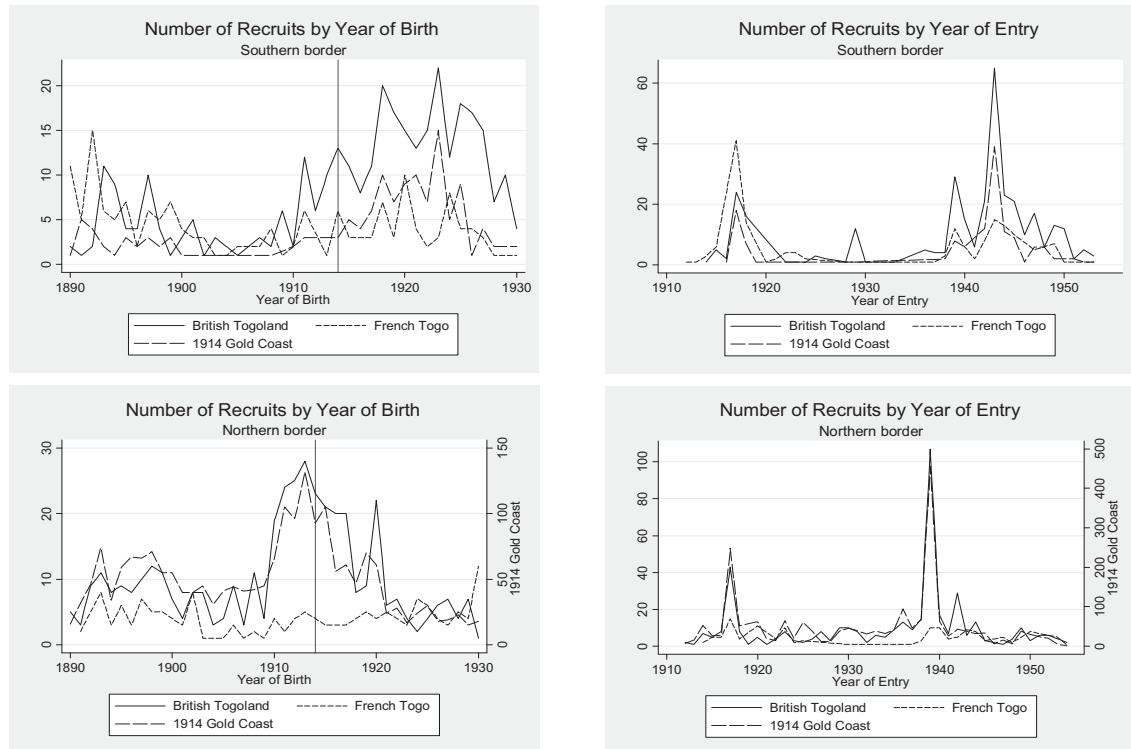 Number of Recruits by Year of Birth
Southern border
20
15
10
5
0
1890 1900 1910 1920 1930
Year of Birth
British Togoland French Togo
1914 Gold Coast
Number of Recruits by Year of Entry
Southern border
60
40
20
0
1910 1920 1930 1940 1950
Year of Entry
British Togoland French Togo
1914 Gold Coast
Number of Recruits by Year of Birth
Northern border
30
20
10
0
150
100
50
0
1914 Gold Coast
1890 1900 1910 1920 1930
Year of Birth
British Togoland French Togo
1914 Gold Coast
Number of Recruits by Year of Entry
Northern border
100
80
60
40
20
0
500
400
300
200
100
0
1914 Gold Coast
1910 1920 1930 1940 1950
Year of Entry
British Togoland French Togo
1914 Gold Coast